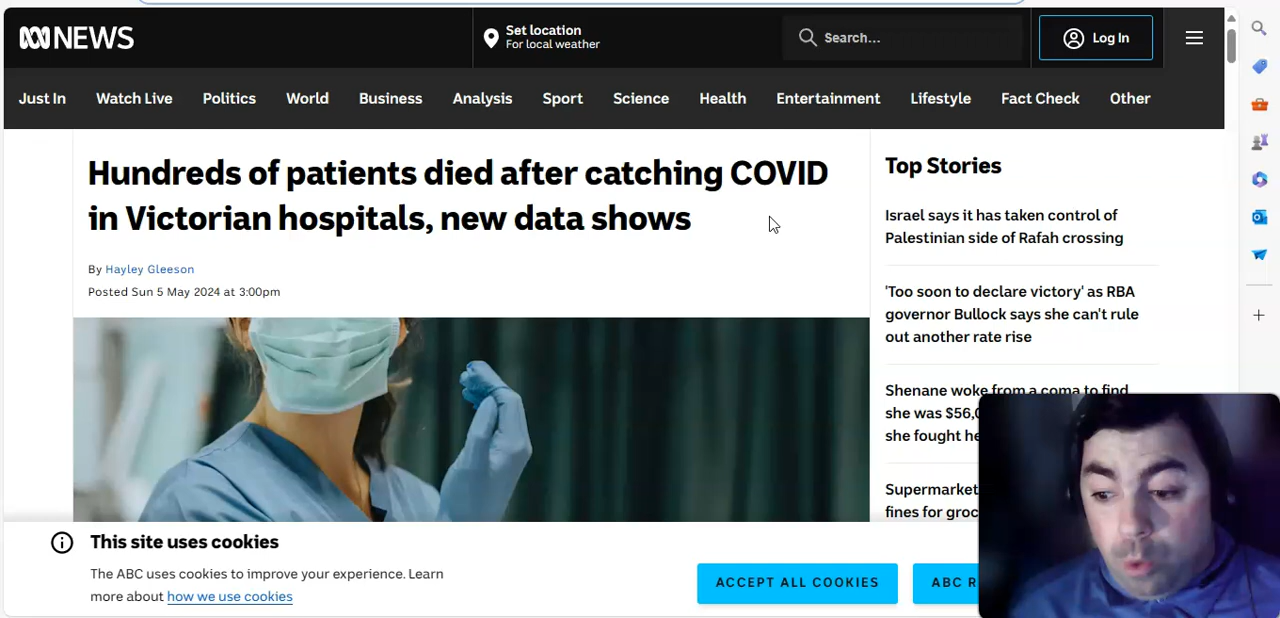 NEWS
Set location
For local weather
Search...
Log In
Just In Watch Live Politics World Business Analysis Sport Science Health Entertainment Lifestyle Fact Check Other
Hundreds of patients died after catching COVID
in Victorian hospitals, new data shows
By Hayley Gleeson
Posted Sun 5 May 2024 at 3:00pm
Top Stories
Israel says it has taken control of
Palestinian side of Rafah crossing
'Too soon to declare victory' as RBA
governor Bullock says she can't rule
out another rate rise
Shenane woke from a coma to find
she was
she fought
Supermarket
fines for
This site uses cookies
The ABC uses cookies to improve your experience. Learn
more about how we use cookies
ACCEPT ALL COOKIES
ABC